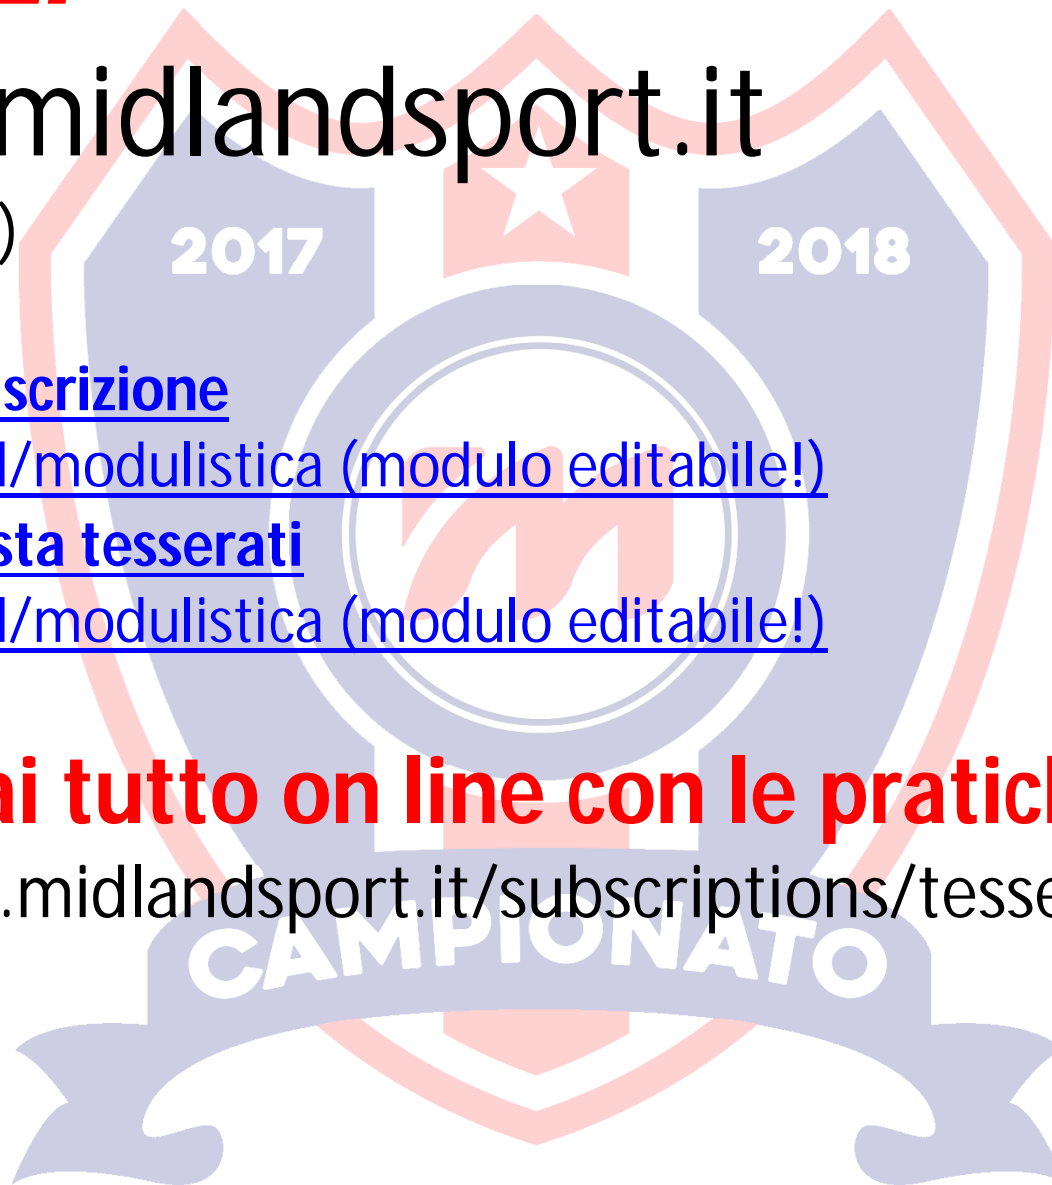 midlandsport.it
)
2017 2018
scrizione
l/modulistica (modulo editabile!)
sta tesserati
l/modulistica (modulo editabile!)
ai tutto on line con le pratic
.midlandsport.it/subscriptions/tesse
CAMPIONATO